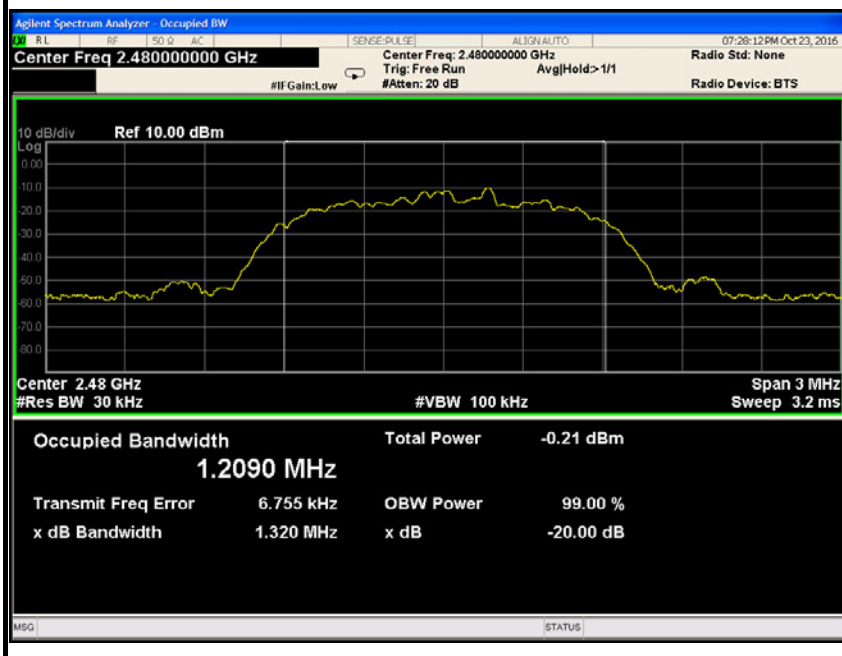 Agilent Spectrum Analyzer - Occupied BW
RL RF 50 Ω AC SENSE:PULSE ALIGN AUTO 07:28:12 PM Oct 23, 2016
Center Freq 2.480000000 GHz Center Freq: 2.480000000 GHz Radio Std: None
Trig: Free Run Avg|Hold:>1/1
#IFGain:Low #Atten: 20 dB Radio Device: BTS
10 dB/div Ref 10.00 dBm
Log
0.00
-10.0
-20.0
-30.0
-40.0
-50.0
-60.0
-70.0
-80.0
Center 2.48 GHz Span 3 MHz
#Res BW 30 kHz #VBW 100 kHz Sweep 3.2 ms
Occupied Bandwidth Total Power -0.21 dBm
1.2090 MHz
Transmit Freq Error 6.755 kHz OBW Power 99.00 %
x dB Bandwidth 1.320 MHz x dB -20.00 dB
MSG STATUS